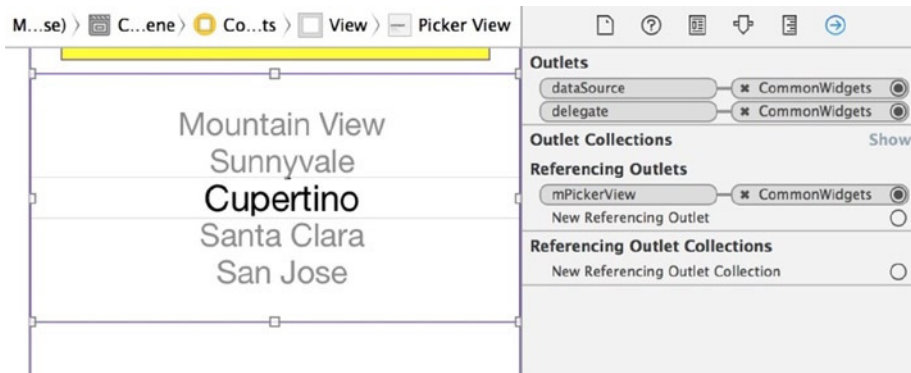 M...se) 〉 C...ene 〉 Co...ts 〉 View 〉 Picker View
Mountain View
Sunnyvale
Cupertino
Santa Clara
San Jose
Outlets
dataSource CommonWidgets
delegate CommonWidgets
Outlet Collections Show
Referencing Outlets
mPickerView CommonWidgets
New Referencing Outlet
Referencing Outlet Collections
New Referencing Outlet Collection